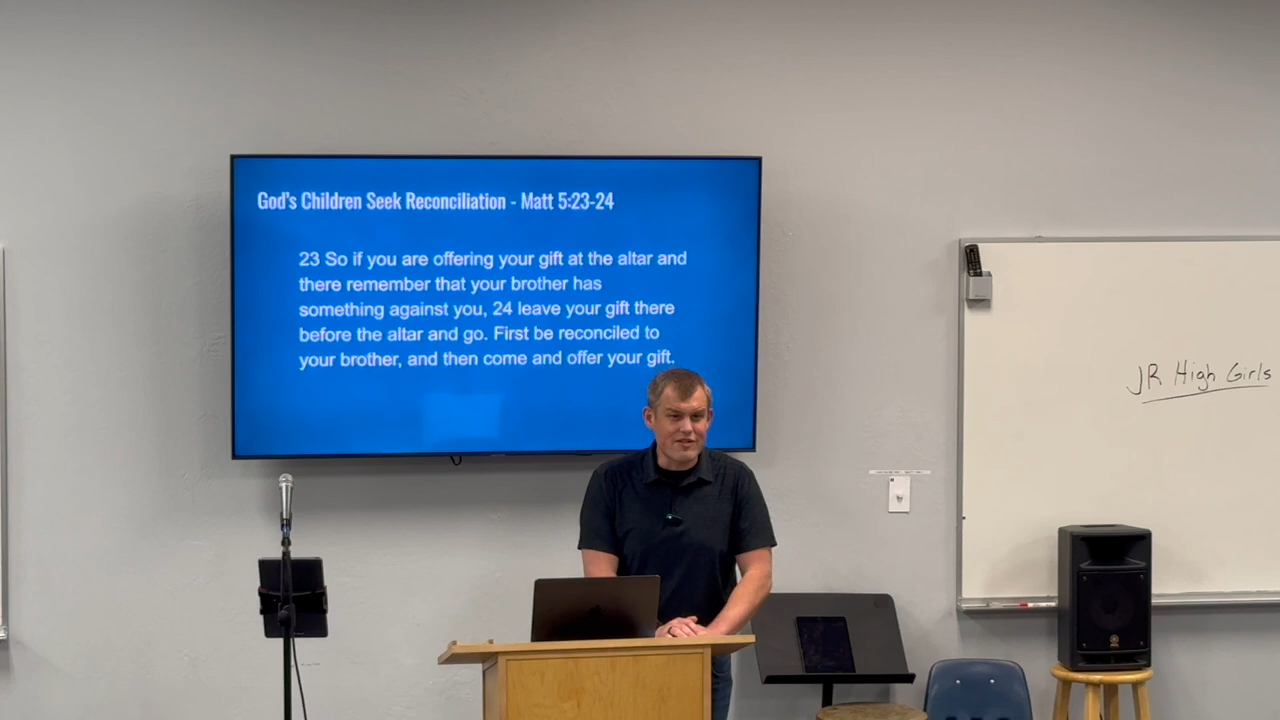 God's Children Seek Reconciliation - Matt 5:23-24
23 So if you are offering your gift at the altar and
there remember that your brother has
something against you, 24 leave your gift there
before the altar and go. First be reconciled to
your brother, and then come and offer your gift.
JR High Girls